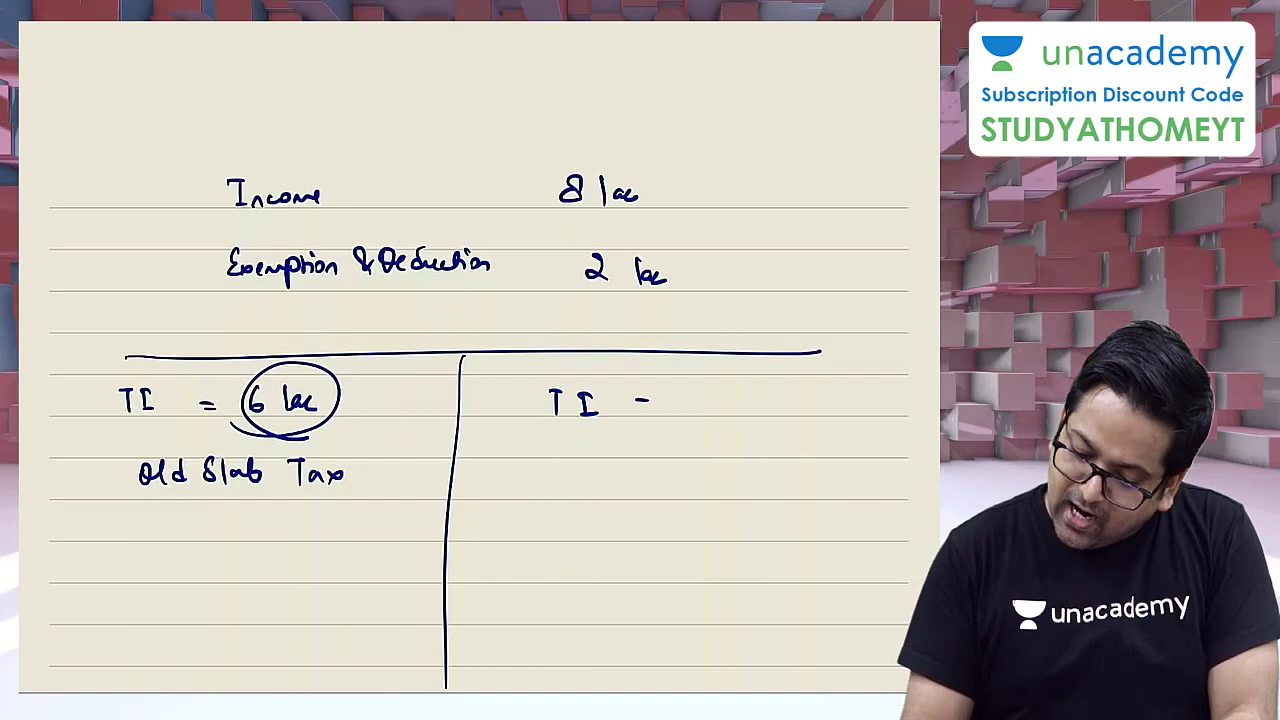 unacademy
Subscription Discount Code
STUDYATHOMEYT
Income 8 lac
Exemption & Deduction 2 lac
TI = 6 lac
Old Slab Tax
TI -
unacademy